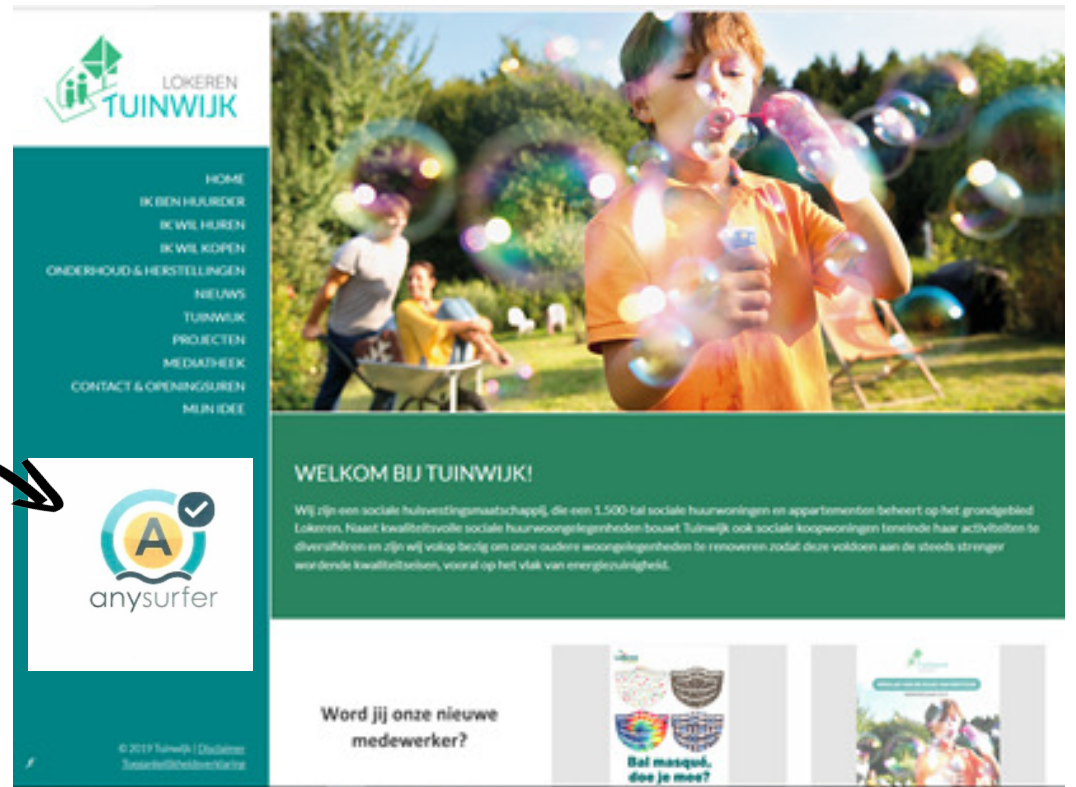 LOKEREN
TUINWIJK
HOME
IK BEN HUURDER
IK WIL HUREN
IK WIL KOPEN
ONDERHOUD & HERSTELLINGEN
NIEUWS
TUINWIJK
PROJECTEN
MEDIATHEEK
CONTACT & OPENINGSUREN
MIJN IDEE
A
anysurfer
© 2019 Tuinwijk | Disclaimer
Toegankelijkheidsverklaring
WELKOM BIJ TUINWIJK!
Wij zijn een sociale huisvestingsmaatschappij, die een 1.500-tal sociale huurwoningen en appartementen beheert op het grondgebied
Lokeren. Naast kwaliteitsvolle sociale huurwoongelegenheden bouwt Tuinwijk ook sociale koopwoningen teneinde haar activiteiten te
diversifiëren en zijn wij volop bezig om onze oudere woongelegenheden te renoveren zodat deze voldoen aan de steeds strenger
wordende kwaliteitseisen, vooral op het vlak van energiezuinigheid.
Word jij onze nieuwe
medewerker?
Bal masqué,
doe je mee?